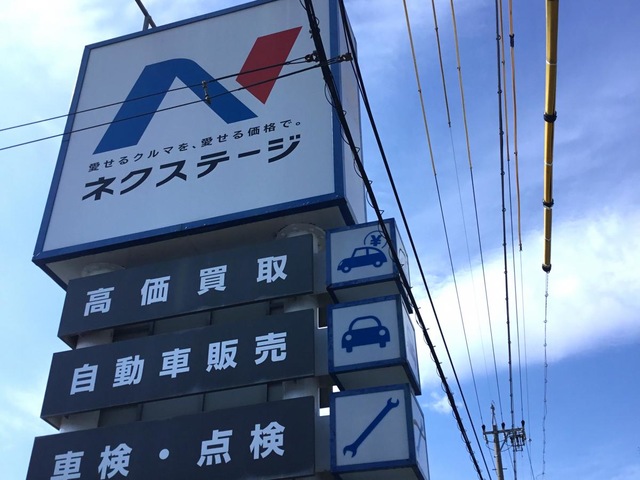 愛せるクルマを、愛せる価格で。
ネクステージ
高価買取
¥
自動車販売
車検・点検